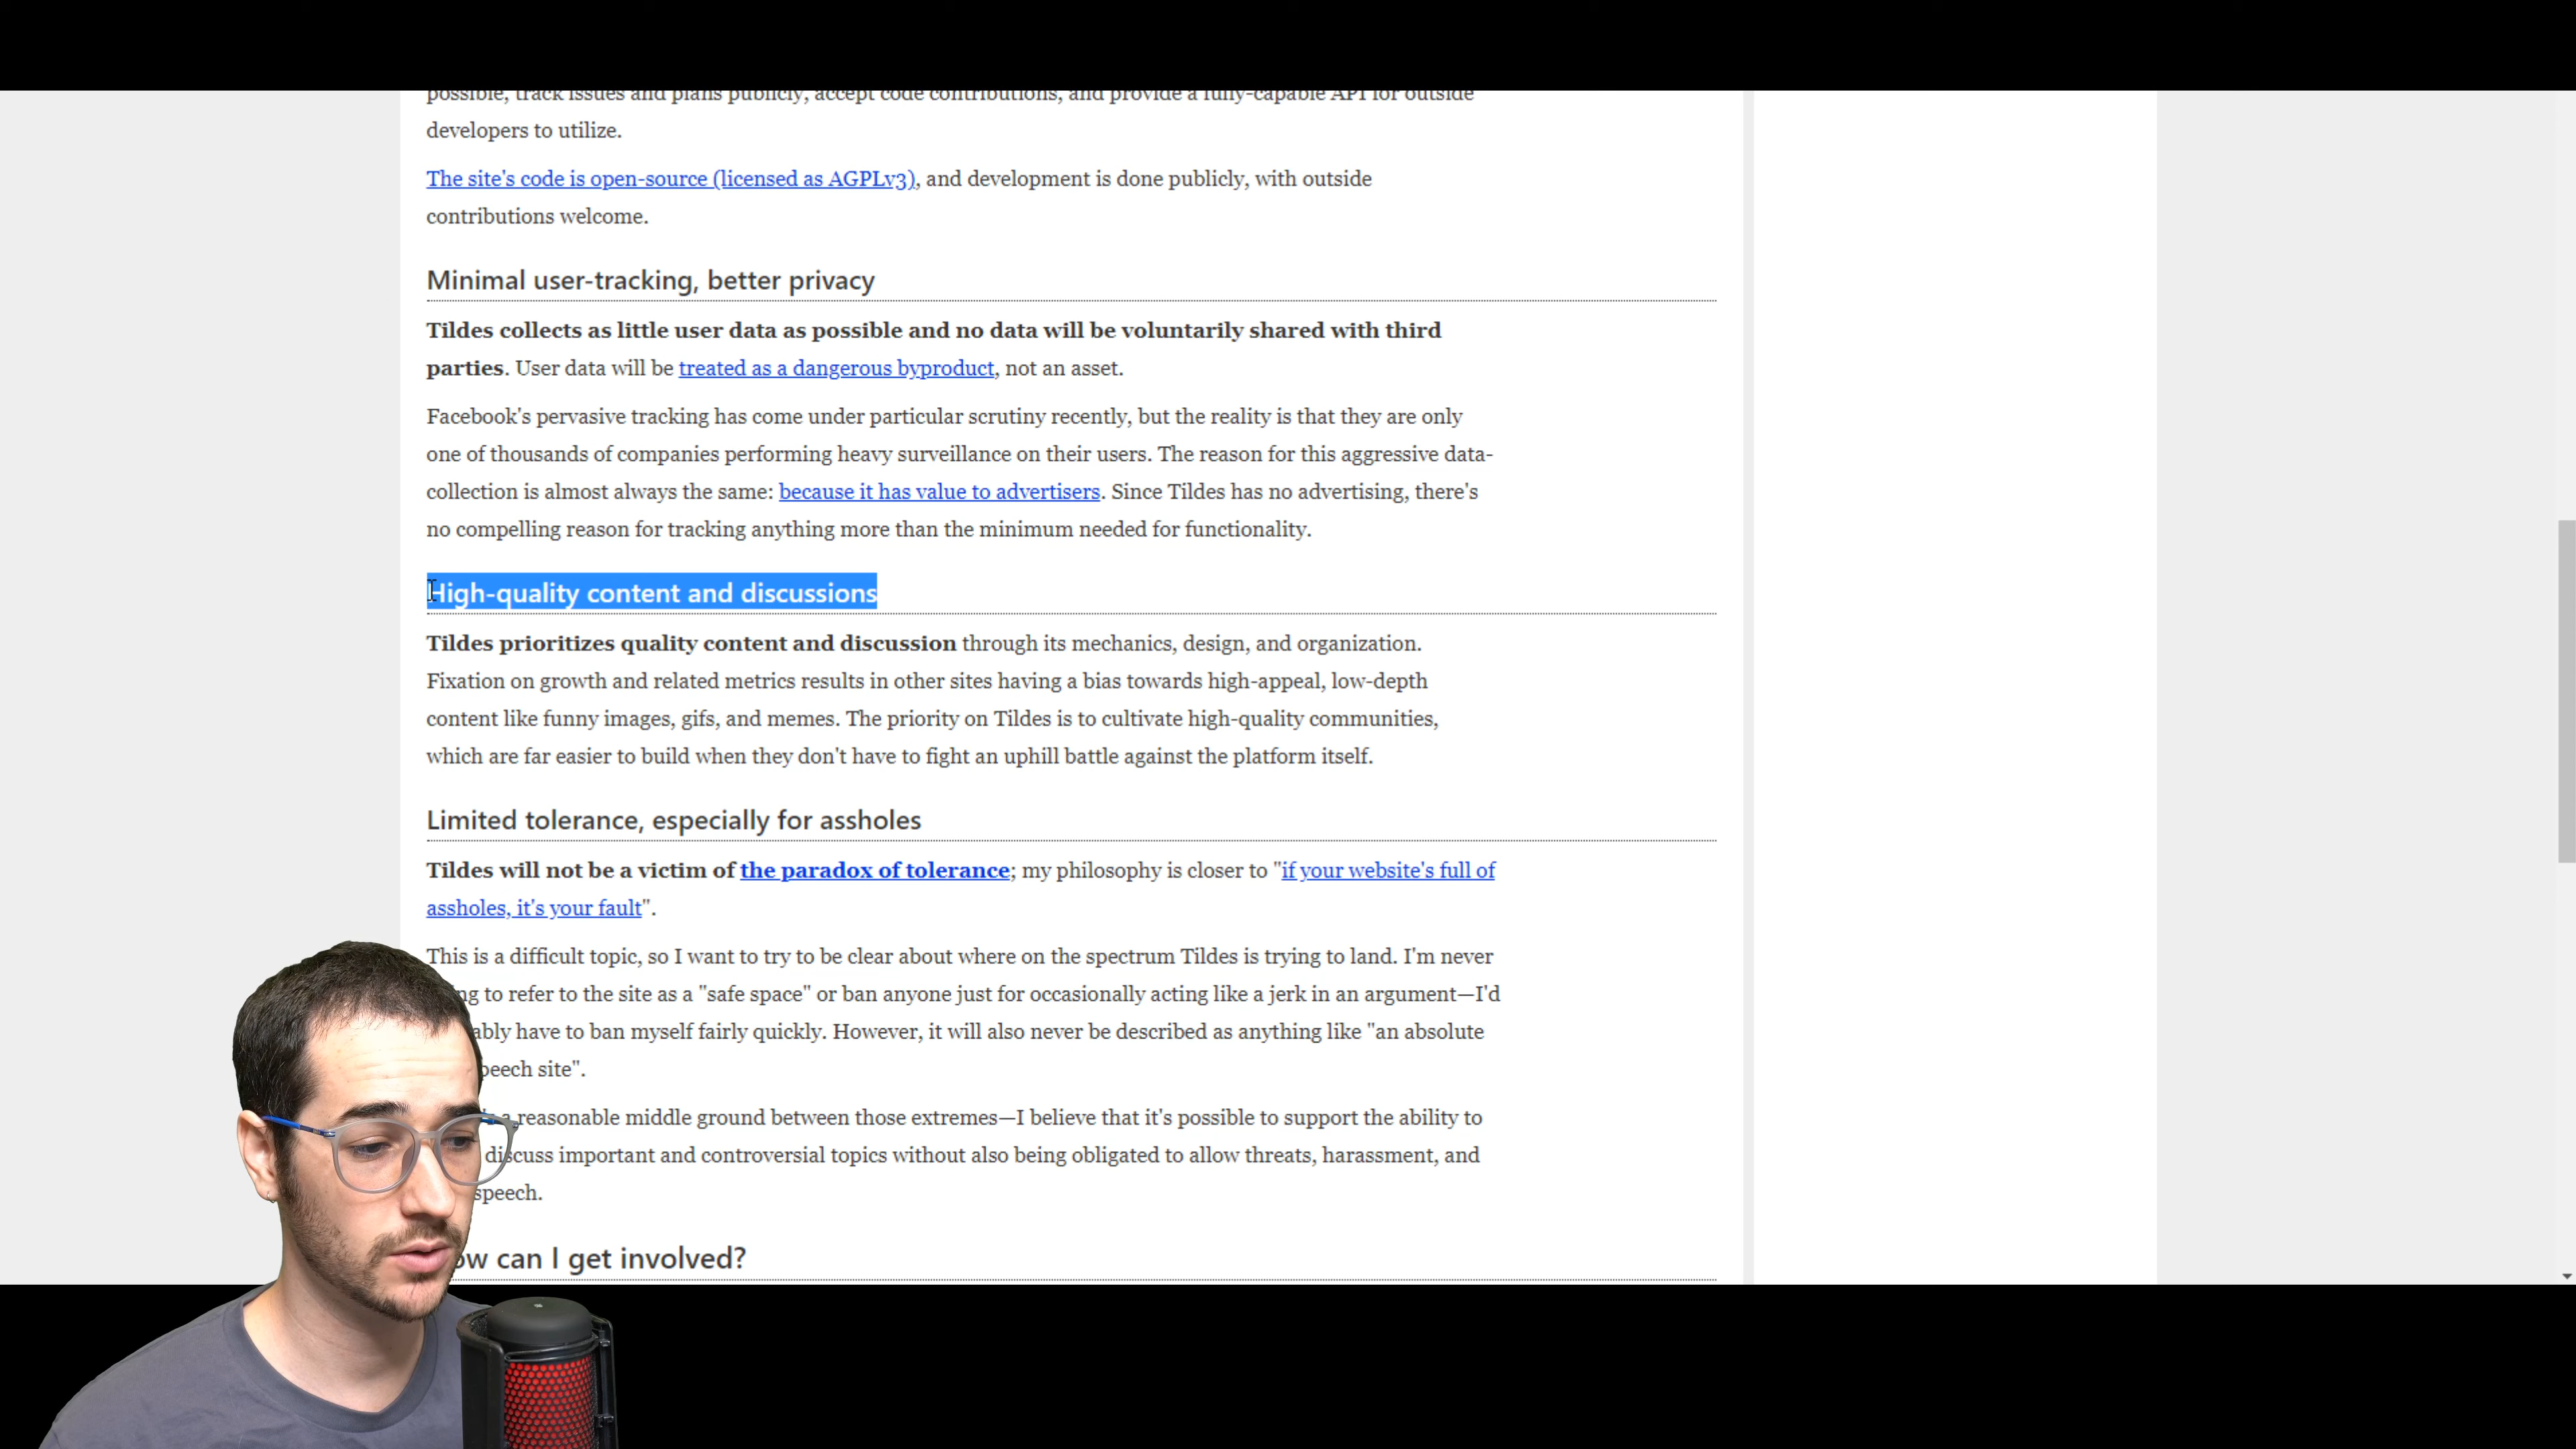 possible, track issues and plans publicly, accept code contributions, and provide a fully-capable API for outside
developers to utilize.
The site's code is open-source (licensed as AGPLv3), and development is done publicly, with outside
contributions welcome.
Minimal user-tracking, better privacy
Tildes collects as little user data as possible and no data will be voluntarily shared with third
parties. User data will be treated as a dangerous byproduct, not an asset.
Facebook's pervasive tracking has come under particular scrutiny recently, but the reality is that they are only
one of thousands of companies performing heavy surveillance on their users. The reason for this aggressive data-
collection is almost always the same: because it has value to advertisers. Since Tildes has no advertising, there's
no compelling reason for tracking anything more than the minimum needed for functionality.
High-quality content and discussions
Tildes prioritizes quality content and discussion through its mechanics, design, and organization.
Fixation on growth and related metrics results in other sites having a bias towards high-appeal, low-depth
content like funny images, gifs, and memes. The priority on Tildes is to cultivate high-quality communities,
which are far easier to build when they don't have to fight an uphill battle against the platform itself.
Limited tolerance, especially for assholes
Tildes will not be a victim of the paradox of tolerance; my philosophy is closer to "if your website's full of
assholes, it's your fault".
This is a difficult topic, so I want to try to be clear about where on the spectrum Tildes is trying to land. I'm never
to refer to the site as a "safe space" or ban anyone just for occasionally acting like a jerk in an argument—I'd
have to ban myself fairly quickly. However, it will also never be described as anything like "an absolute
site".
a reasonable middle ground between those extremes—I believe that it's possible to support the ability to
discuss important and controversial topics without also being obligated to allow threats, harassment, and
speech.
can I get involved?